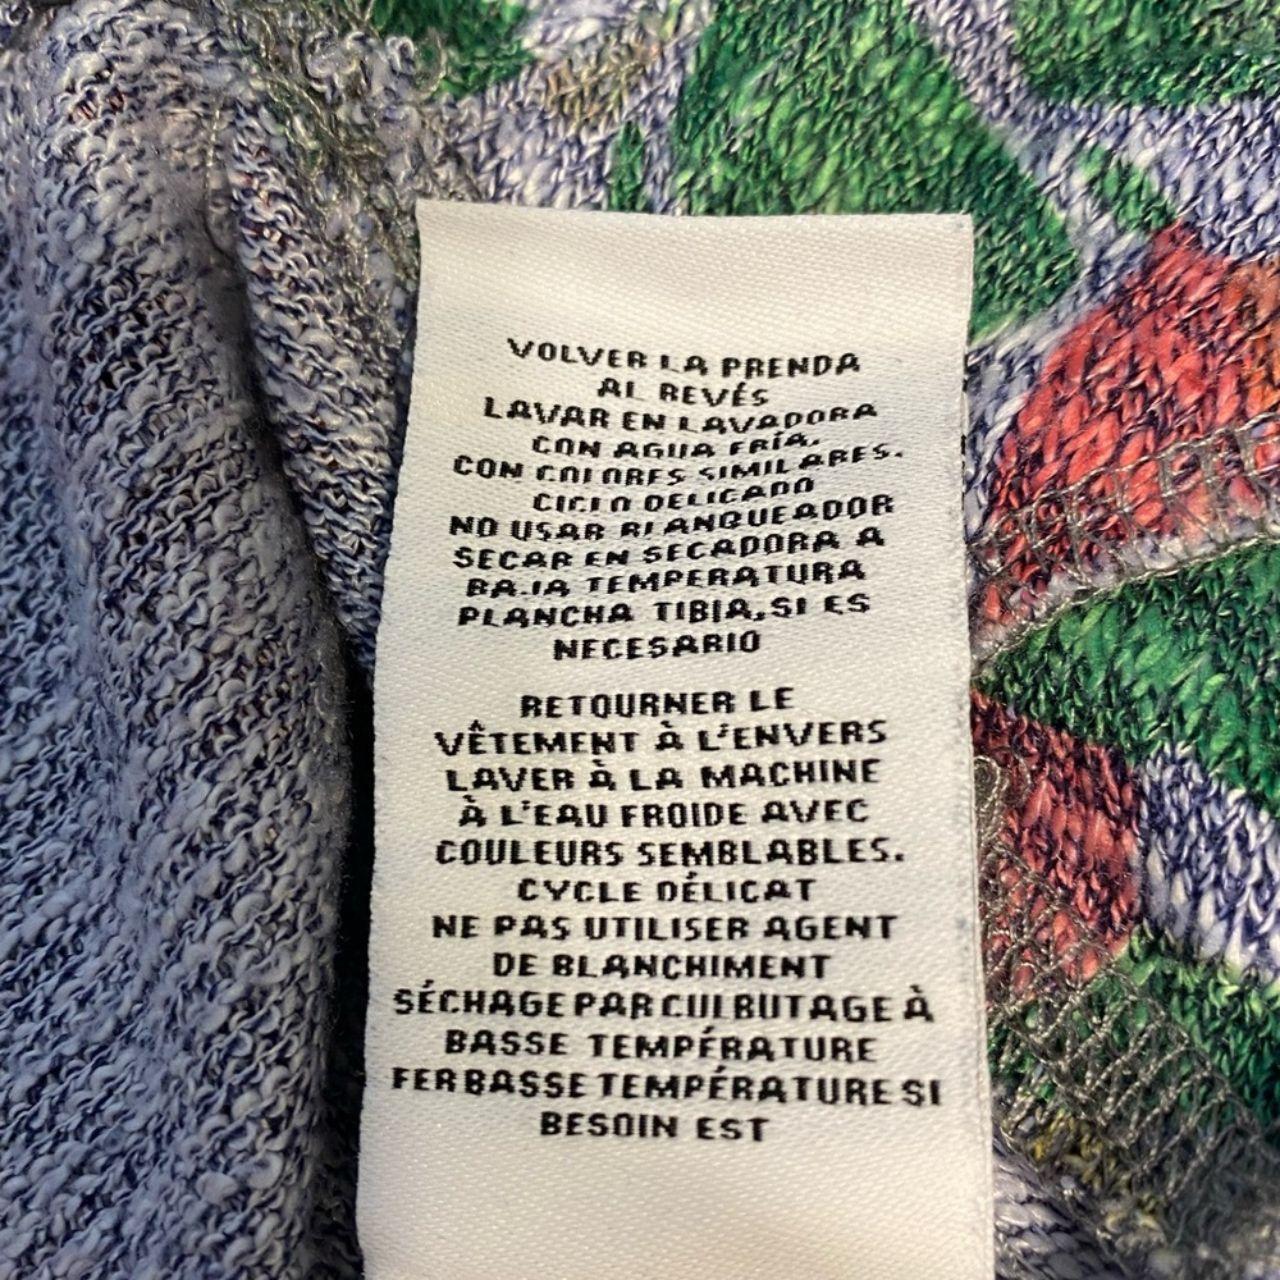 VOLVER LA PRENDA
AL REVÉS
LAVAR EN LAVADORA
CON AGUA FRÍA.
CON COLORES SIMILARES.
CICLO DELICADO
NO USAR BLANQUEADOR
SECAR EN SECADORA A
BAJA TEMPERATURA
PLANCHA TIBIA, SI ES
NECESARIO
RETOURNER LE
VÊTEMENT À L'ENVERS
LAVER À LA MACHINE
À L'EAU FROIDE AVEC
COULEURS SEMBLABLES.
CYCLE DÉLICAT
NE PAS UTILISER AGENT
DE BLANCHIMENT
SÉCHAGE PAR CULBUTAGE À
BASSE TEMPÉRATURE
FER BASSE TEMPÉRATURE SI
BESOIN EST